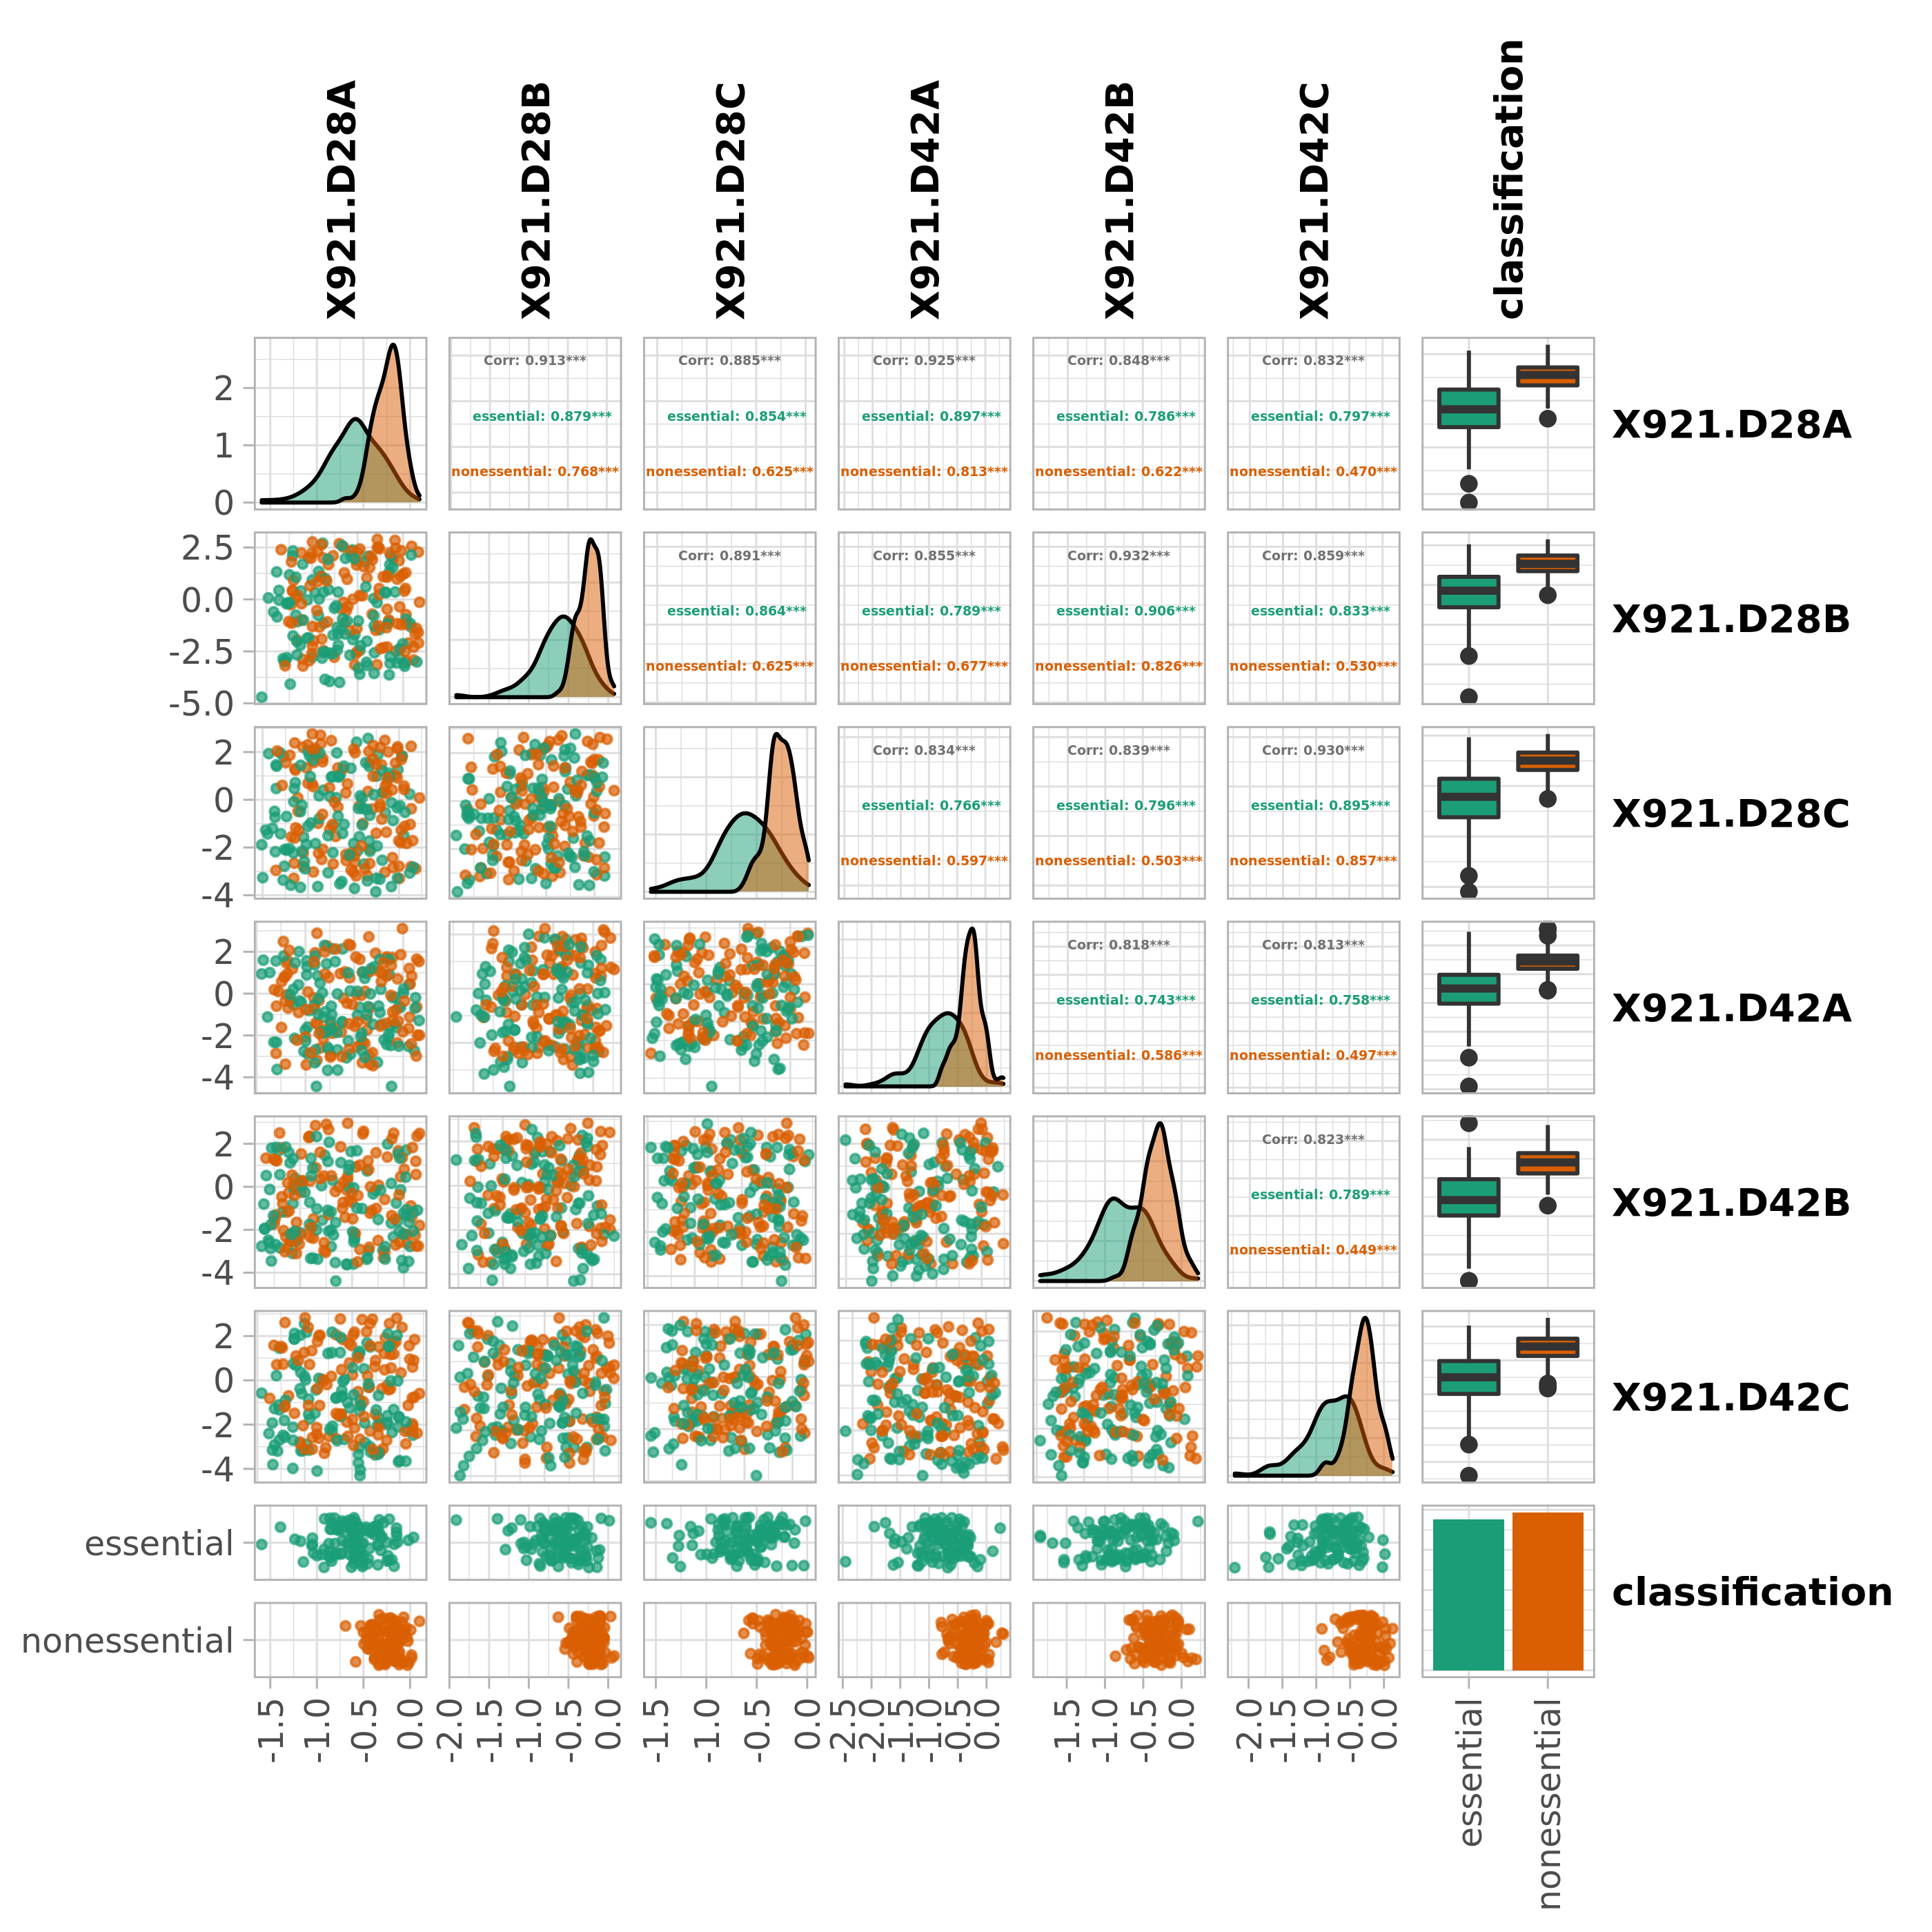 X921.D28A
X921.D28B
X921.D28C
X921.D42A
X921.D42B
X921.D42C
classification
2
1
0
Corr: 0.913***
essential: 0.879***
nonessential: 0.768***
Corr: 0.885***
essential: 0.854***
nonessential: 0.625***
Corr: 0.925***
essential: 0.897***
nonessential: 0.813***
Corr: 0.848***
essential: 0.786***
nonessential: 0.622***
Corr: 0.832***
essential: 0.797***
nonessential: 0.470***
X921.D28A
2.5
0.0
-2.5
-5.0
Corr: 0.891***
essential: 0.864***
nonessential: 0.625***
Corr: 0.855***
essential: 0.789***
nonessential: 0.677***
Corr: 0.932***
essential: 0.906***
nonessential: 0.826***
Corr: 0.859***
essential: 0.833***
nonessential: 0.530***
X921.D28B
2
0
-2
-4
Corr: 0.834***
essential: 0.766***
nonessential: 0.597***
Corr: 0.839***
essential: 0.796***
nonessential: 0.503***
Corr: 0.930***
essential: 0.895***
nonessential: 0.857***
X921.D28C
2
0
-2
-4
Corr: 0.818***
essential: 0.743***
nonessential: 0.586***
Corr: 0.813***
essential: 0.758***
nonessential: 0.497***
X921.D42A
2
0
-2
-4
Corr: 0.823***
essential: 0.789***
nonessential: 0.449***
X921.D42B
2
0
-2
-4
X921.D42C
essential
nonessential
classification
-1.5
-1.0
-0.5
0.0
-2.0
-1.5
-1.0
-0.5
0.0
-1.5
-1.0
-0.5
0.0
-2.5
-2.0
-1.5
-1.0
-0.5
0.0
-1.5
-1.0
-0.5
0.0
-2.0
-1.5
-1.0
-0.5
0.0
essential
nonessential